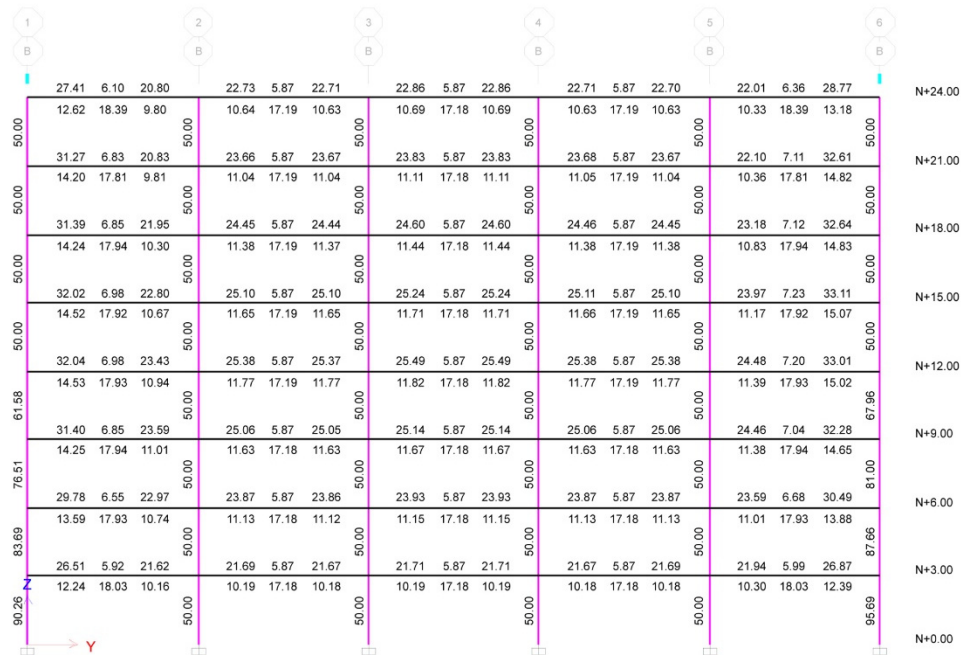 1 2 3 4 5 6
B B B B B B
27.41 6.10 20.80 22.73 5.87 22.71 22.86 5.87 22.86 22.71 5.87 22.70 22.01 6.36 28.77 N+24.00
12.62 18.39 9.80 10.64 17.19 10.63 10.69 17.18 10.69 10.63 17.19 10.63 10.33 18.39 13.18
50.00 50.00 50.00 50.00 50.00 50.00
31.27 6.83 20.83 23.66 5.87 23.67 23.83 5.87 23.83 23.68 5.87 23.67 22.10 7.11 32.61 N+21.00
14.20 17.81 9.81 11.04 17.19 11.04 11.11 17.18 11.11 11.05 17.19 11.04 10.36 17.81 14.82
50.00 50.00 50.00 50.00 50.00 50.00
31.39 6.85 21.95 24.45 5.87 24.44 24.60 5.87 24.60 24.46 5.87 24.45 23.18 7.12 32.64 N+18.00
14.24 17.94 10.30 11.38 17.19 11.37 11.44 17.18 11.44 11.38 17.19 11.38 10.83 17.94 14.83
50.00 50.00 50.00 50.00 50.00 50.00
32.02 6.98 22.80 25.10 5.87 25.10 25.24 5.87 25.24 25.11 5.87 25.10 23.97 7.23 33.11 N+15.00
14.52 17.92 10.67 11.65 17.19 11.65 11.71 17.18 11.71 11.66 17.19 11.65 11.17 17.92 15.07
50.00 50.00 50.00 50.00 50.00 50.00
32.04 6.98 23.43 25.38 5.87 25.37 25.49 5.87 25.49 25.38 5.87 25.38 24.48 7.20 33.01 N+12.00
14.53 17.93 10.94 11.77 17.19 11.77 11.82 17.18 11.82 11.77 17.19 11.77 11.39 17.93 15.02
61.58 50.00 50.00 50.00 50.00 67.96
31.40 6.85 23.59 25.06 5.87 25.05 25.14 5.87 25.14 25.06 5.87 25.06 24.46 7.04 32.28 N+9.00
14.25 17.94 11.01 11.63 17.18 11.63 11.67 17.18 11.67 11.63 17.18 11.63 11.38 17.94 14.65
76.51 50.00 50.00 50.00 50.00 81.00
29.78 6.55 22.97 23.87 5.87 23.86 23.93 5.87 23.93 23.87 5.87 23.87 23.59 6.68 30.49 N+6.00
13.59 17.93 10.74 11.13 17.18 11.12 11.15 17.18 11.15 11.13 17.18 11.13 11.01 17.93 13.88
83.69 50.00 50.00 50.00 50.00 87.66
26.51 5.92 21.62 21.69 5.87 21.67 21.71 5.87 21.71 21.67 5.87 21.69 21.94 5.99 26.87 N+3.00
Z 12.24 18.03 10.16 10.19 17.18 10.18 10.19 17.18 10.19 10.18 17.18 10.18 10.30 18.03 12.39
90.26 50.00 50.00 50.00 50.00 95.69
Y N+0.00